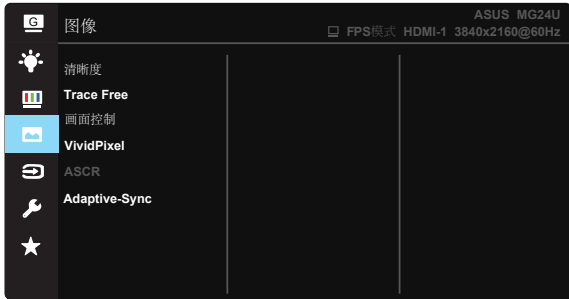 G
图像
ASUS MG24U
FPS模式 HDMI-1 3840x2160@60Hz
清晰度
Trace Free
画面控制
VividPixel
ASCR
Adaptive-Sync